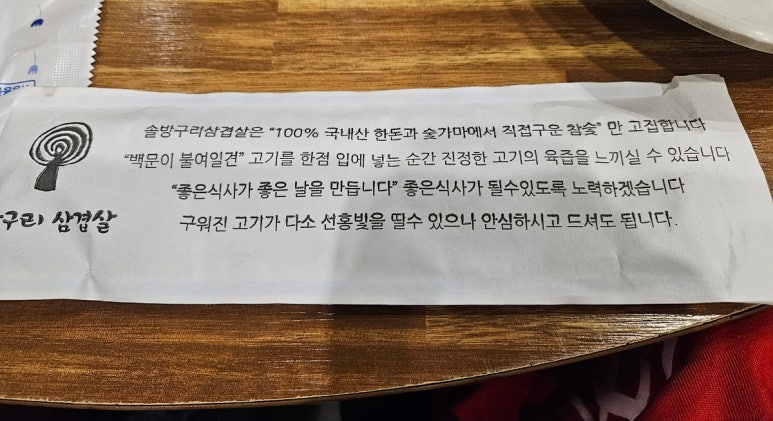 솔방구리삼겹살은 "100% 국내산 한돈과 숯가마에서 직접구운 참숯" 만 고집합니다
"백문이 불여일견" 고기를 한점 입에 넣는 순간 진정한 고기의 육즙을 느끼실 수 있습니다
"좋은식사가 좋은 날을 만듭니다" 좋은식사가 될수있도록 노력하겠습니다
구워진 고기가 다소 선홍빛을 띨수 있으나 안심하시고 드셔도 됩니다.
방구리 삼겹살